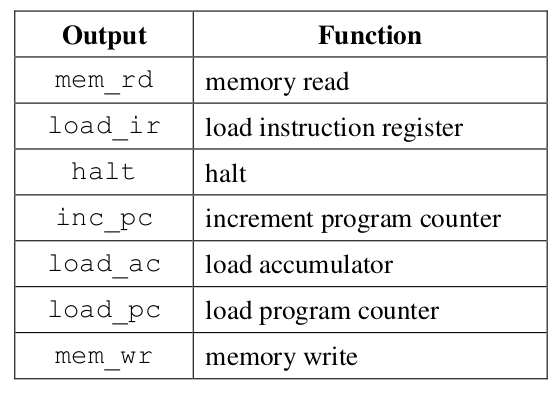 Output Function
mem_rd memory read
load_ir load instruction register
halt halt
inc_pc increment program counter
load_ac load accumulator
load_pc load program counter
mem_wr memory write